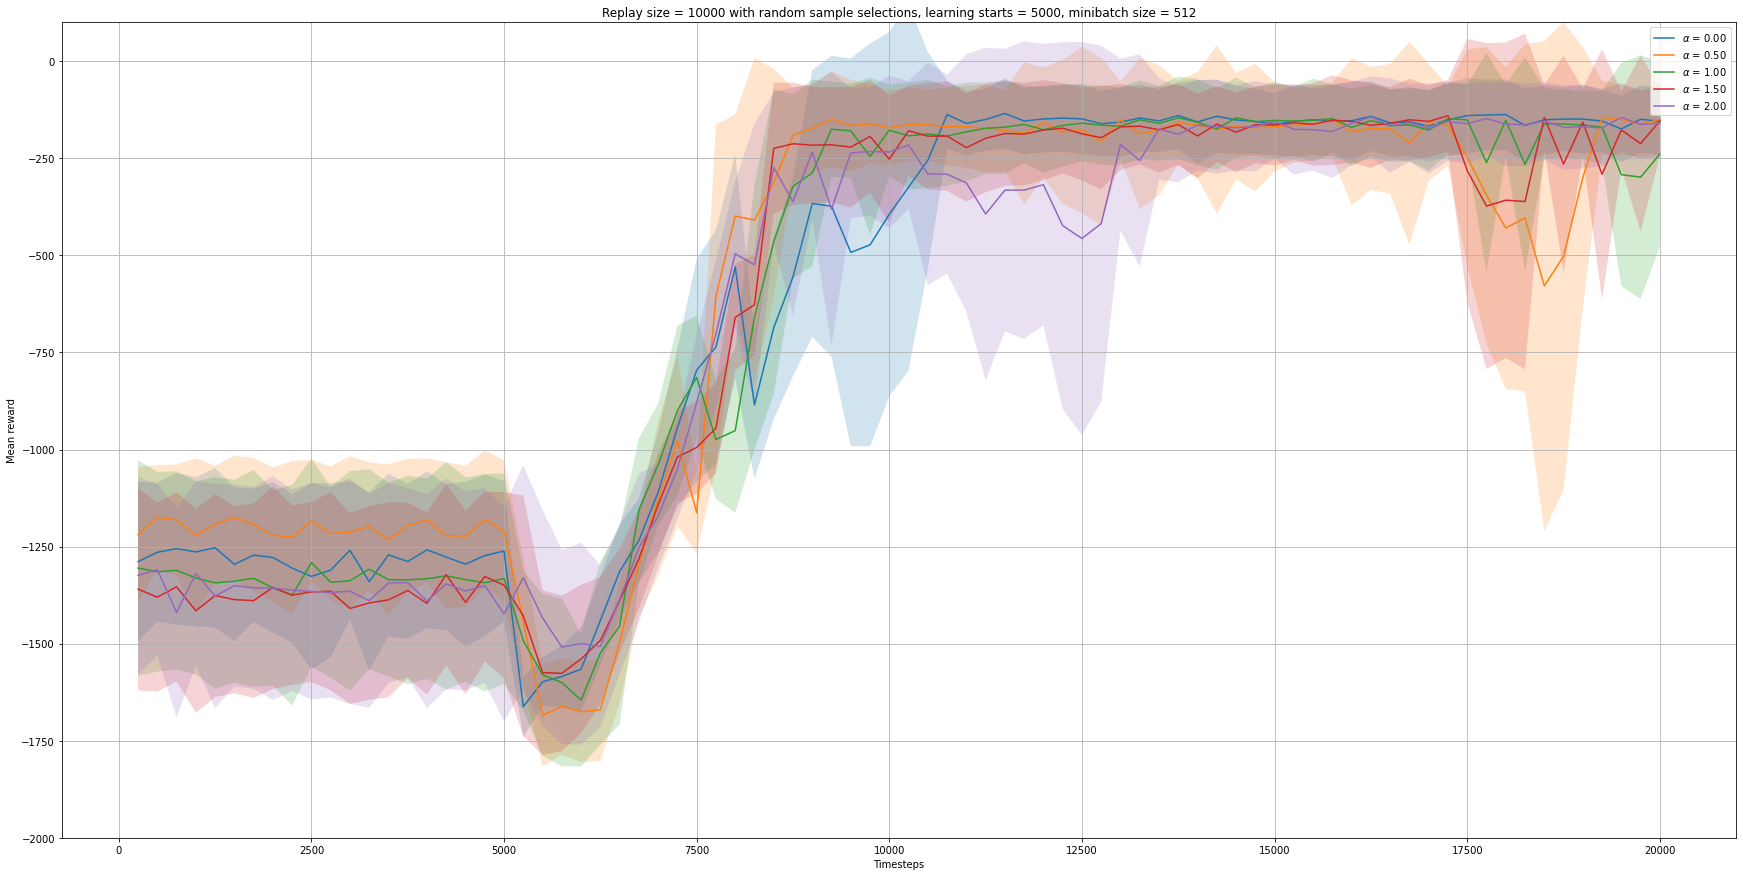 Replay size = 10000 with random sample selections, learning starts = 5000, minibatch size = 512
α = 0.00
α = 0.50
α = 1.00
α = 1.50
α = 2.00
Mean reward
0
−250
−500
−750
−1000
−1250
−1500
−1750
−2000
0 2500 5000 7500 10000 12500 15000 17500 20000
Timesteps